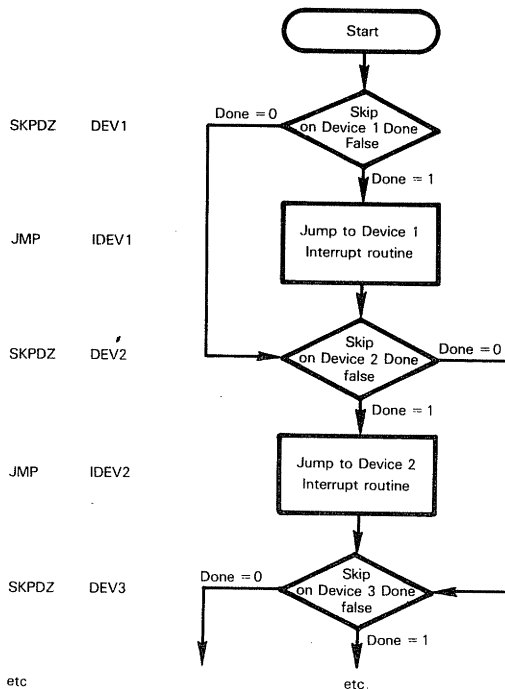 Start
Done = 0
SKPDZ DEV1
Skip
on Device 1 Done
False
Done = 1
JMP IDEV1
Jump to Device 1
Interrupt routine
SKPDZ DEV2
Skip
on Device 2 Done
false
Done = 0
Done = 1
JMP IDEV2
Jump to Device 2
Interrupt routine
Done = 0
SKPDZ DEV3
Skip
on Device 3 Done
false
Done = 1
etc
etc.